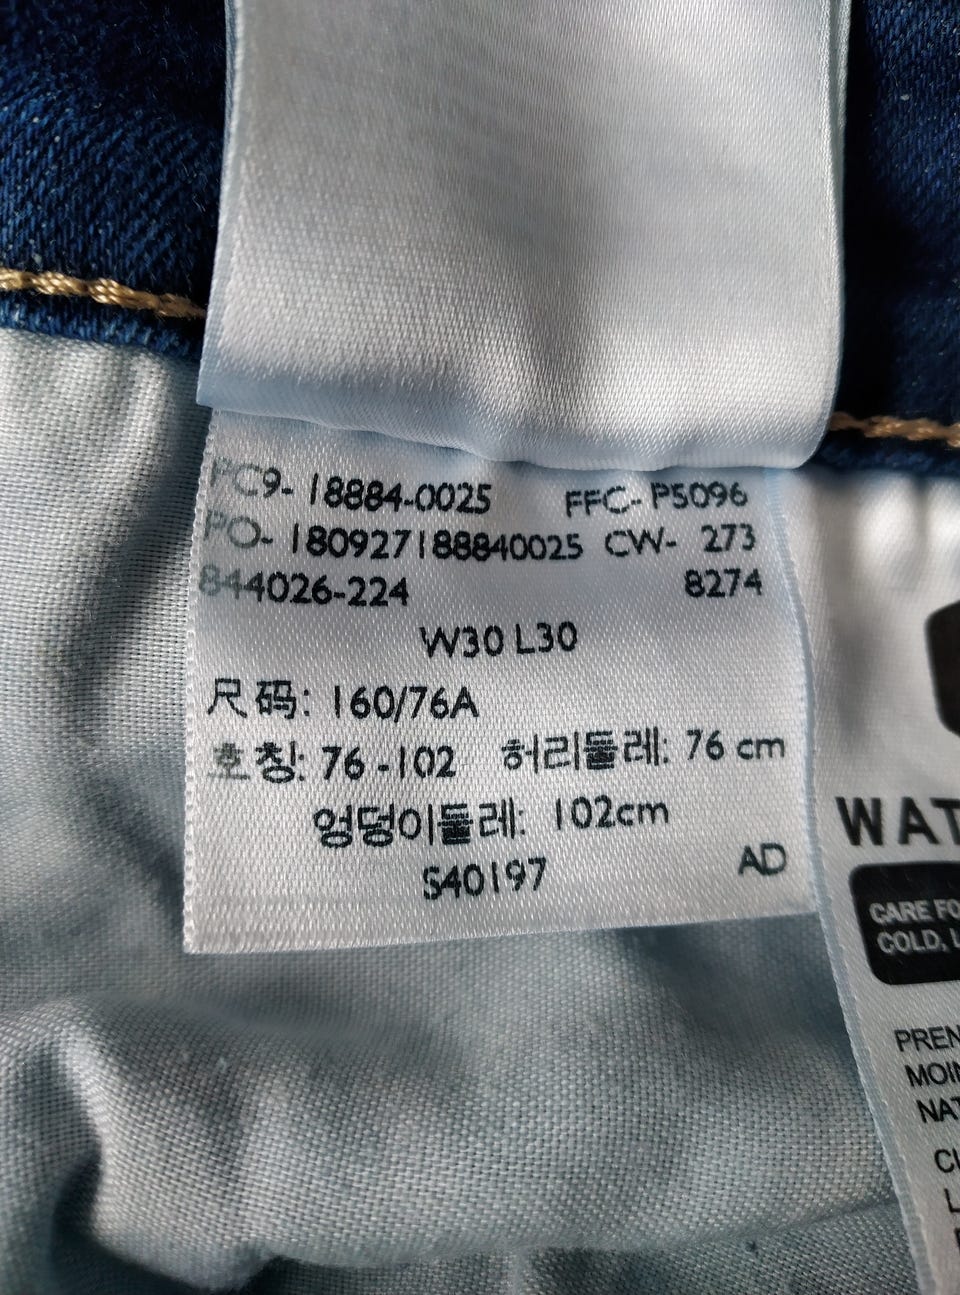 PC9- 18884-0025 FFC- P5096
PO- 180927188840025 CW- 273
844026-224 8274
W30 L30
尺码: 160/76A
호칭: 76 -102 허리둘레: 76 cm
엉덩이둘레: 102cm
S40197 AD
WAT
CARE FO
COLD, L
PREN
MOIN
NAT